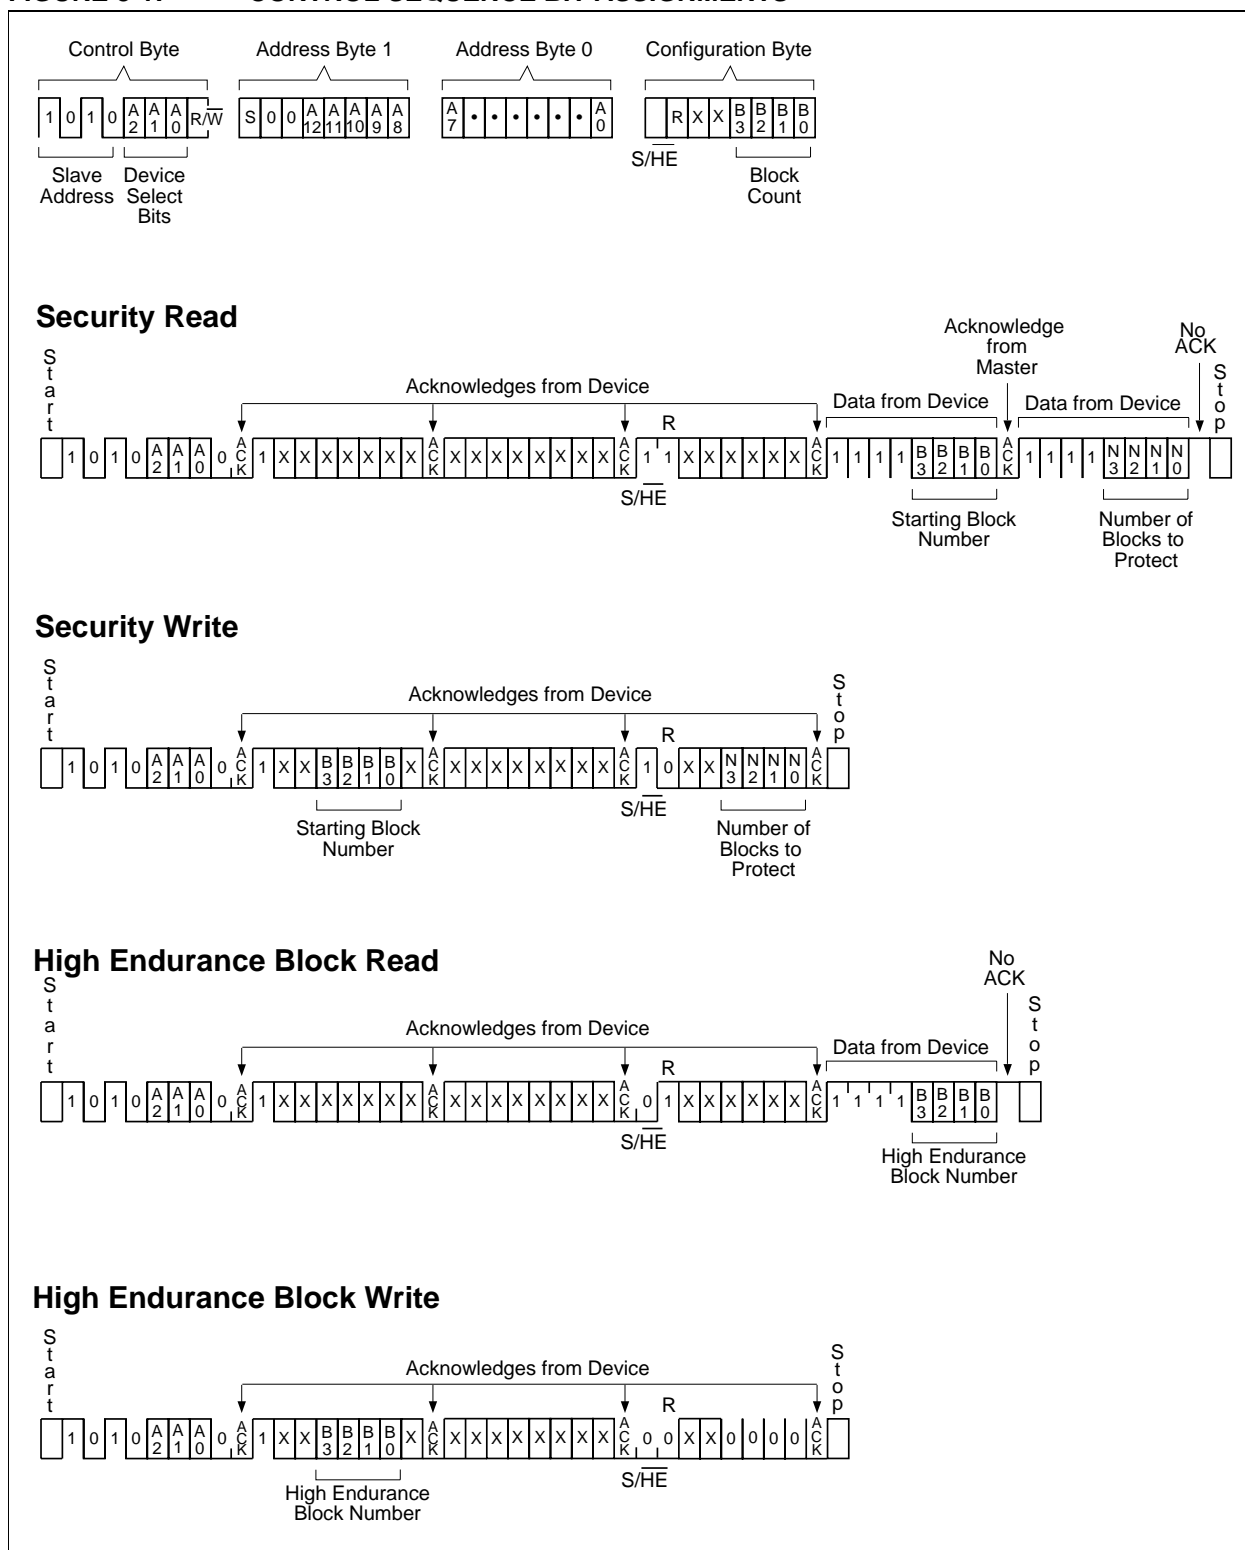 FIGURE CONTROL SEQUENCE BIT ASSIGNMENTS
Control Byte Address Byte 1 Address Byte 0 Configuration Byte
1 0 1 0 A2 A1 A0 R/W S 0 0 A12 A11 A10 A9 A8 A7 • • • • • • A0 R X X B3 B2 B1 B0
S/HE
Slave Address
Device Select Bits
Block Count
Security Read
Acknowledge from Master
No ACK
Start
Acknowledges from Device
Data from Device
Data from Device
Stop
R
1 0 1 0 A2 A1 A0 0 ACK 1 X X X X X X X ACK X X X X X X X X ACK 1 1 X X X X X X ACK 1 1 1 1 B3 B2 B1 B0 ACK 1 1 1 1 N3 N2 N1 N0
S/HE
Starting Block Number
Number of Blocks to Protect
Security Write
Start
Acknowledges from Device
Stop
R
1 0 1 0 A2 A1 A0 0 ACK 1 X X B3 B2 B1 B0 X ACK X X X X X X X X ACK 1 0 X X N3 N2 N1 N0 ACK
S/HE
Starting Block Number
Number of Blocks to Protect
High Endurance Block Read
No ACK
Start
Acknowledges from Device
Data from Device
Stop
R
1 0 1 0 A2 A1 A0 0 ACK 1 X X X X X X X ACK X X X X X X X X ACK 0 1 X X X X X X ACK 1 1 1 1 B3 B2 B1 B0
S/HE
High Endurance Block Number
High Endurance Block Write
Start
Acknowledges from Device
Stop
R
1 0 1 0 A2 A1 A0 0 ACK 1 X X B3 B2 B1 B0 X ACK X X X X X X X X ACK 0 0 X X 0 0 0 0 ACK
S/HE
High Endurance Block Number